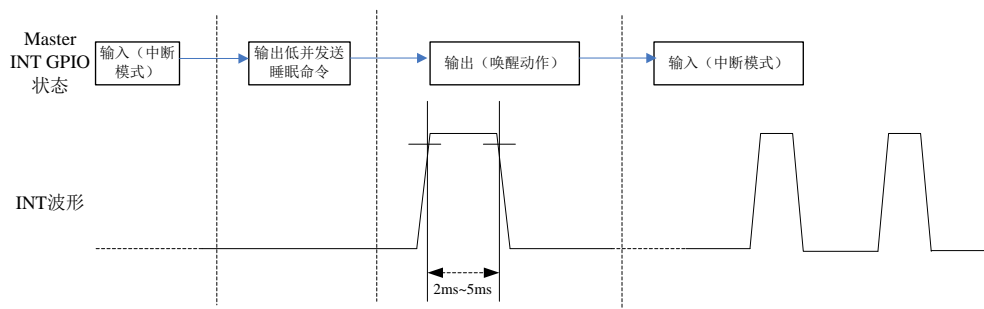 Master
INT GPIO
状态
输入（中断
模式）
输出低并发送
睡眠命令
输出（唤醒动作）
输入（中断模式）
INT波形
2ms~5ms